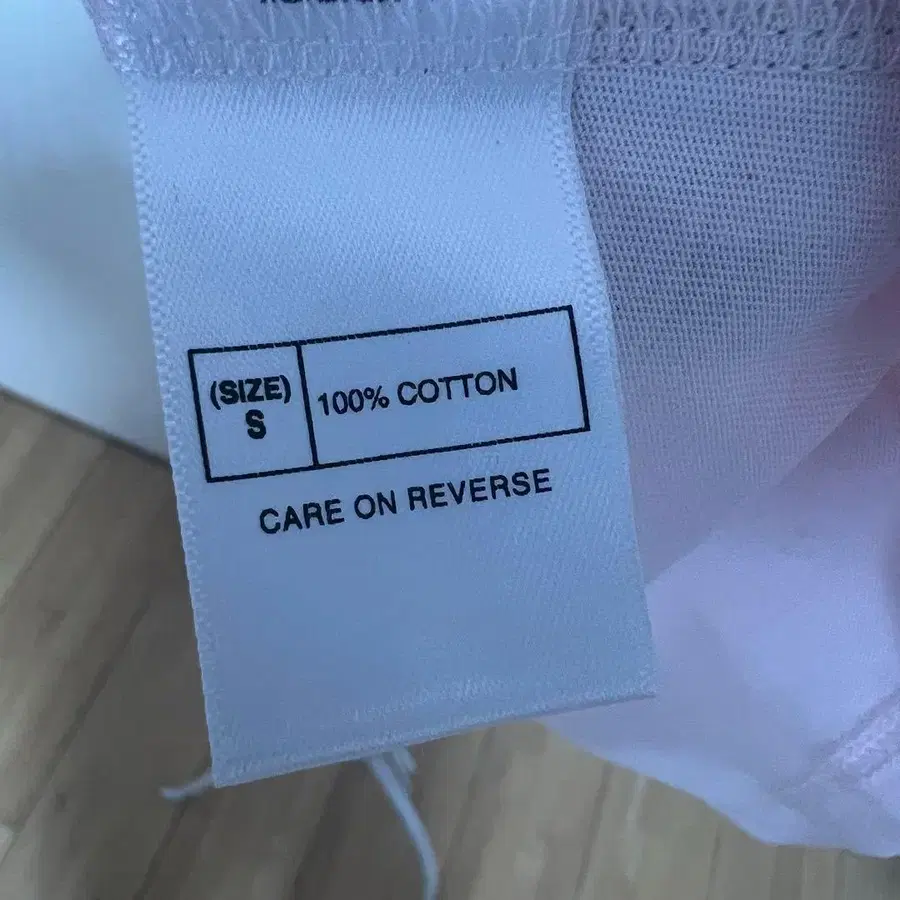 (SIZE)
S
100% COTTON
CARE ON REVERSE